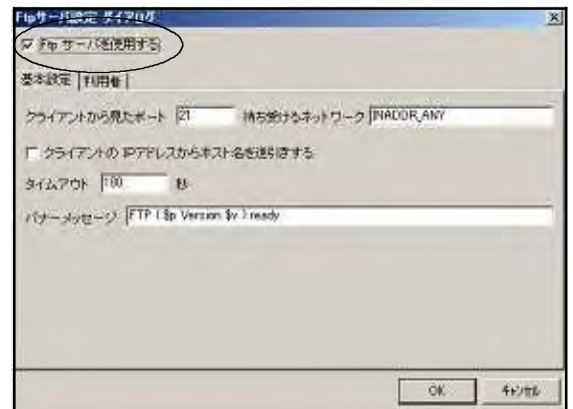 Ftpサーバ設定 ダイアログ
Ftp サーバを使用する
基本設定 利用者
クライアントから見たポート 21 待ち受けるネットワーク INADDR_ANY
クライアントの IPアドレスからホスト名を逆引きする
タイムアウト 180 秒
バナーメッセージ FTP ( $p Version $v ) ready
OK キャンセル